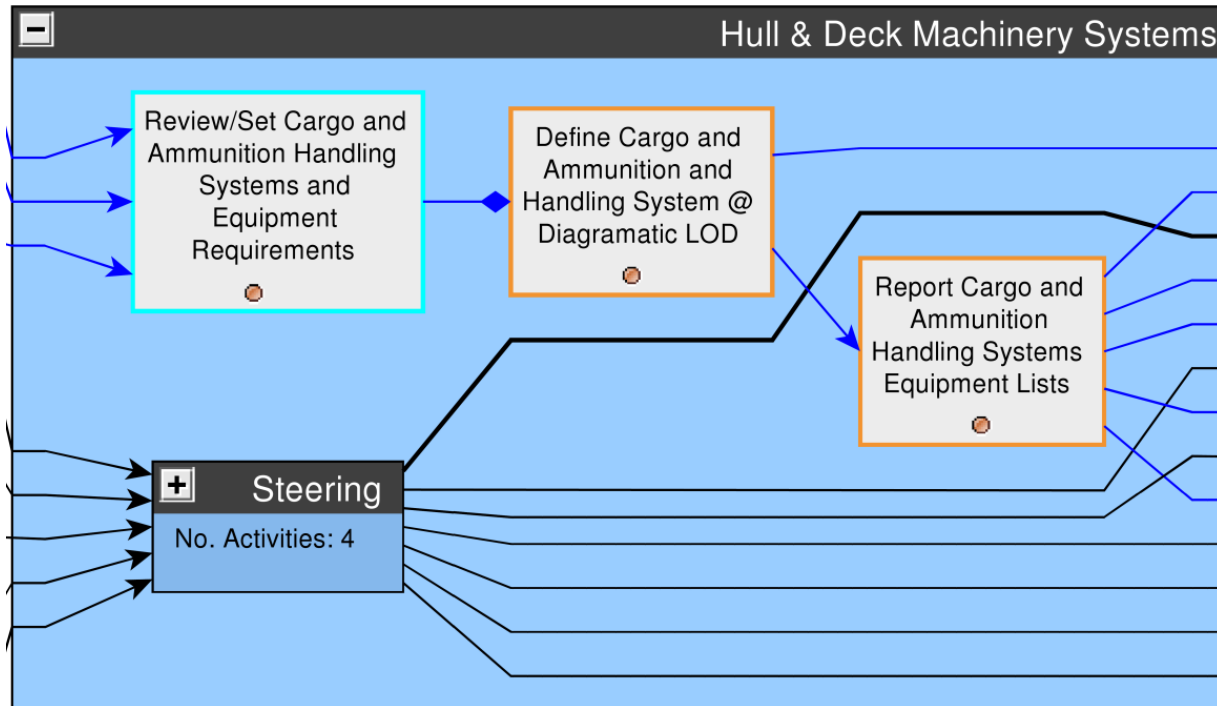 Hull & Deck Machinery Systems
Review/Set Cargo and
Ammunition Handling
Systems and
Equipment
Requirements
Define Cargo and
Ammunition and
Handling System @
Diagramatic LOD
Report Cargo and
Ammunition
Handling Systems
Equipment Lists
Steering
No. Activities: 4